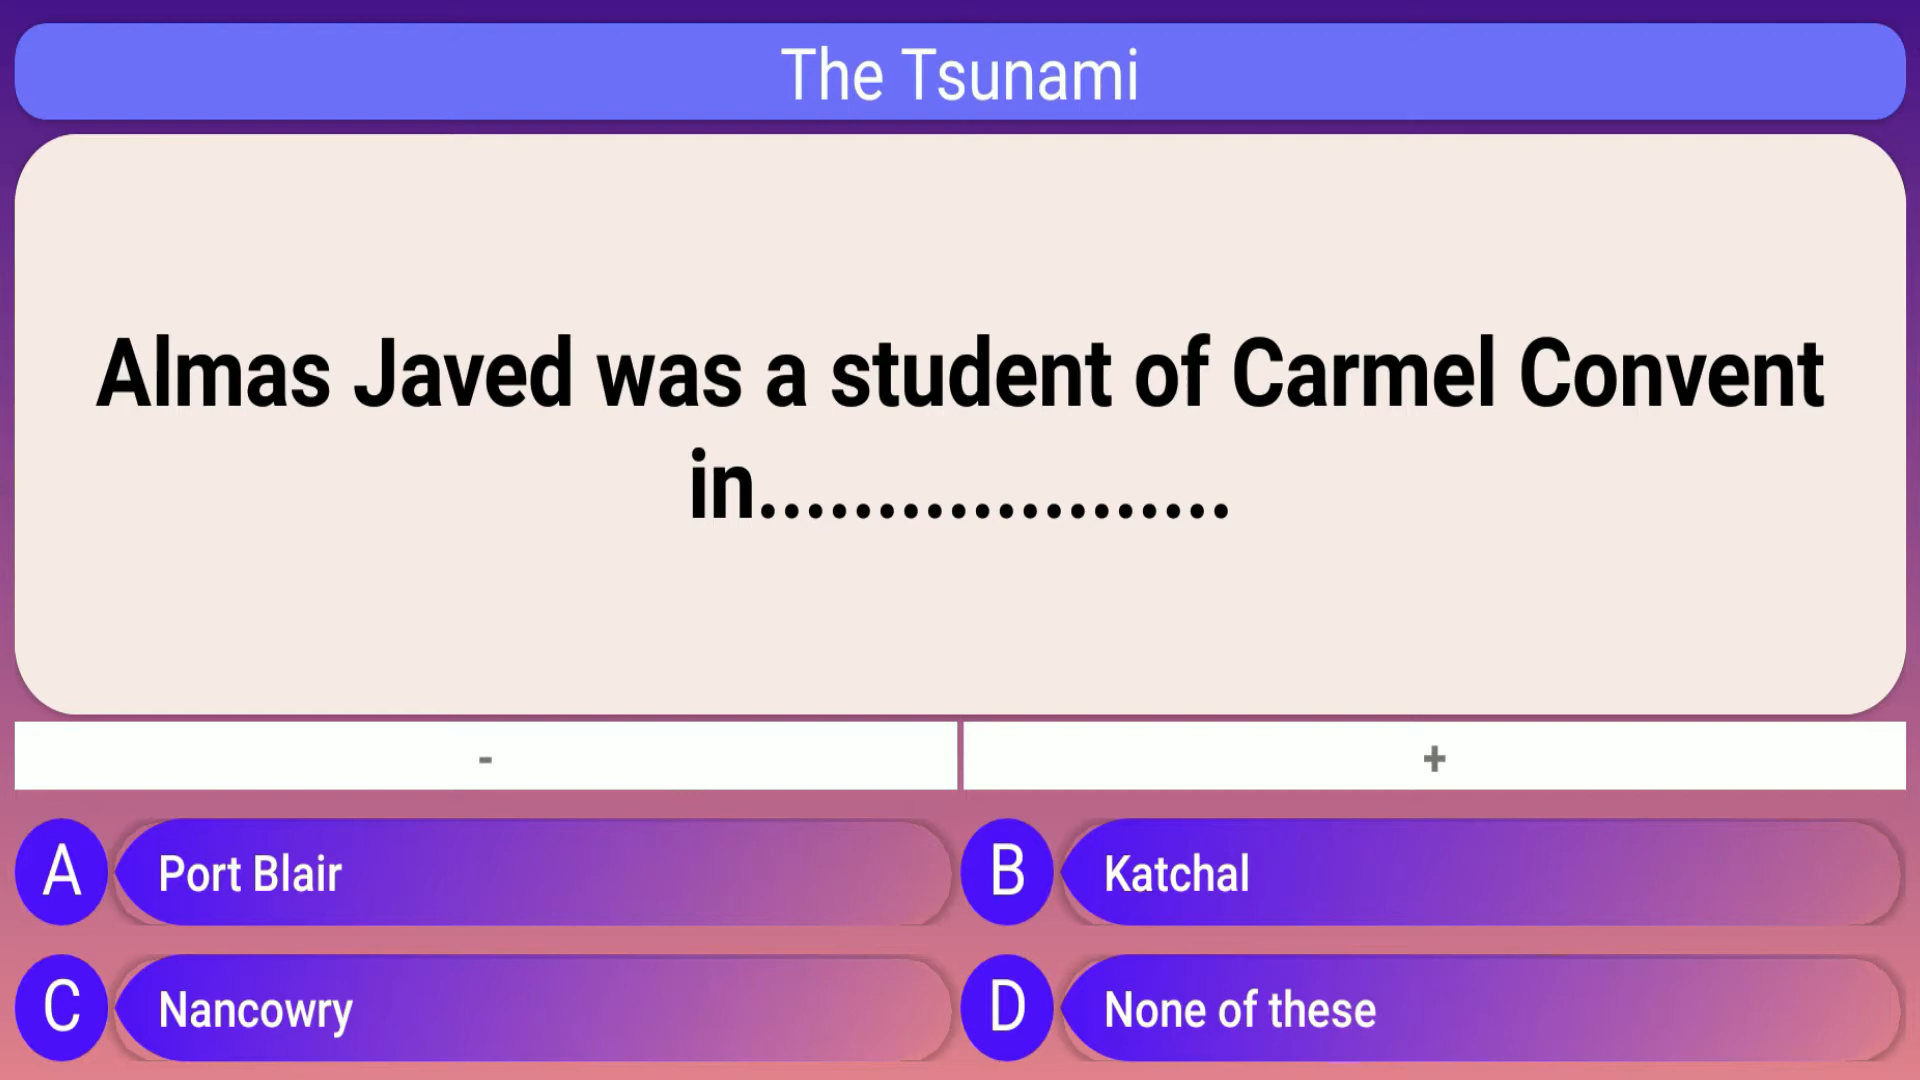 The Tsunami
Almas Javed was a student of Carmel Convent
in....................
-
+
A
Port Blair
B
Katchal
C
Nancowry
D
None of these